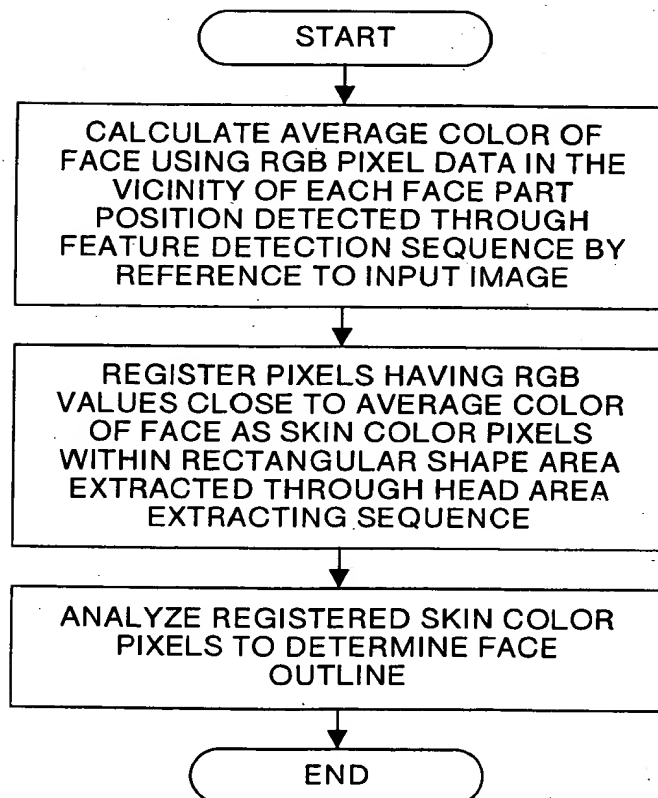 START
CALCULATE AVERAGE COLOR OF
FACE USING RGB PIXEL DATA IN THE
VICINITY OF EACH FACE PART
POSITION DETECTED THROUGH
FEATURE DETECTION SEQUENCE BY
REFERENCE TO INPUT IMAGE
REGISTER PIXELS HAVING RGB
VALUES CLOSE TO AVERAGE COLOR
OF FACE AS SKIN COLOR PIXELS
WITHIN RECTANGULAR SHAPE AREA
EXTRACTED THROUGH HEAD AREA
EXTRACTING SEQUENCE
ANALYZE REGISTERED SKIN COLOR
PIXELS TO DETERMINE FACE
OUTLINE
END